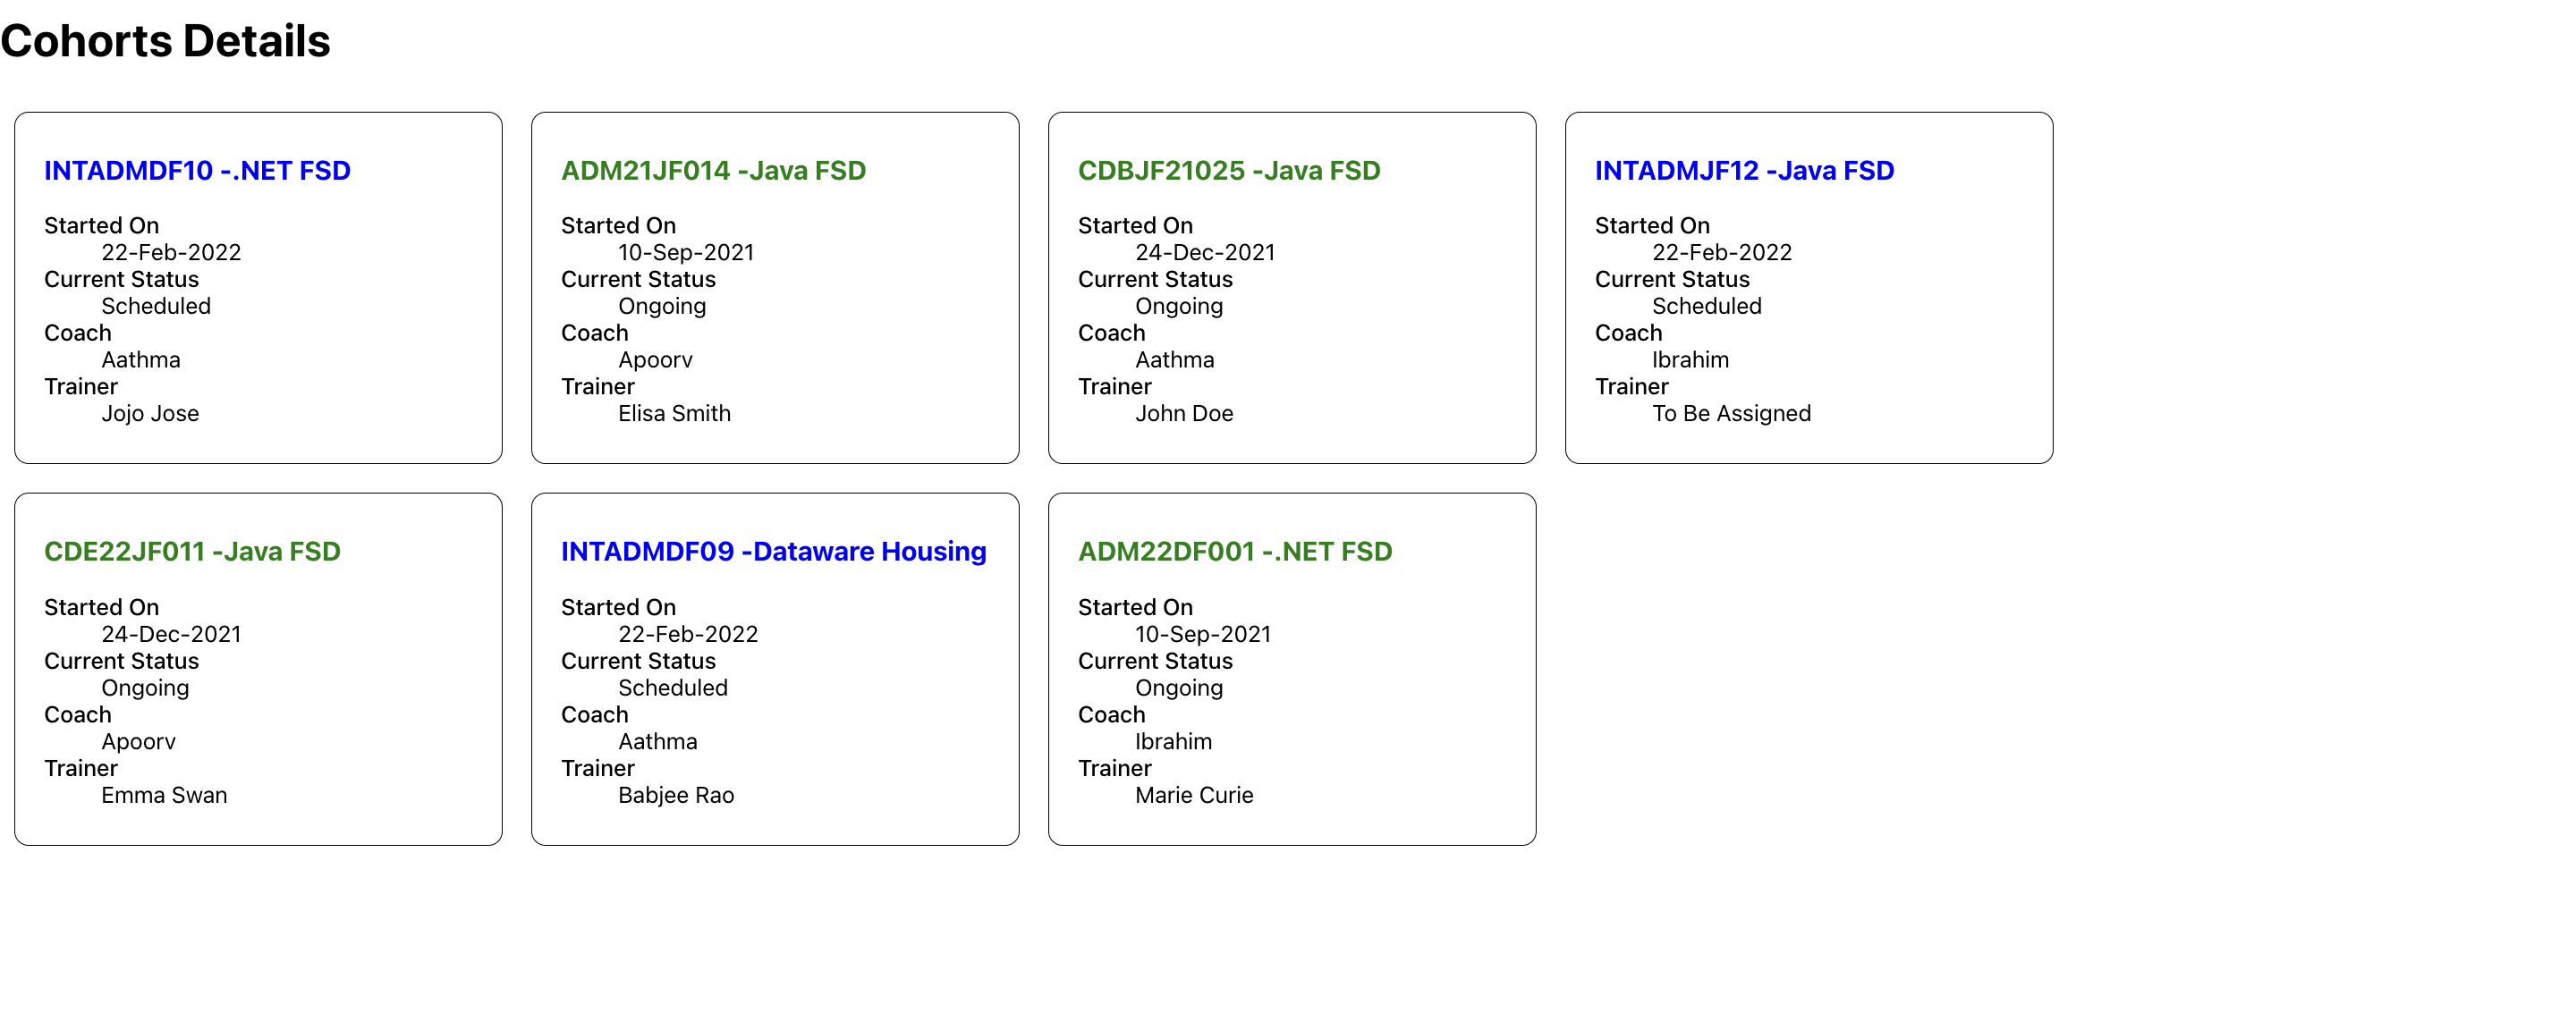 Cohorts Details
INTADMDF10 -.NET FSD
Started On
22-Feb-2022
Current Status
Scheduled
Coach
Aathma
Trainer
Jojo Jose
ADM21JF014 -Java FSD
Started On
10-Sep-2021
Current Status
Ongoing
Coach
Apoorv
Trainer
Elisa Smith
CDBJF21025 -Java FSD
Started On
24-Dec-2021
Current Status
Ongoing
Coach
Aathma
Trainer
John Doe
INTADMJF12 -Java FSD
Started On
22-Feb-2022
Current Status
Scheduled
Coach
Ibrahim
Trainer
To Be Assigned
CDE22JF011 -Java FSD
Started On
24-Dec-2021
Current Status
Ongoing
Coach
Apoorv
Trainer
Emma Swan
INTADMDF09 -Dataware Housing
Started On
22-Feb-2022
Current Status
Scheduled
Coach
Aathma
Trainer
Babjee Rao
ADM22DF001 -.NET FSD
Started On
10-Sep-2021
Current Status
Ongoing
Coach
Ibrahim
Trainer
Marie Curie